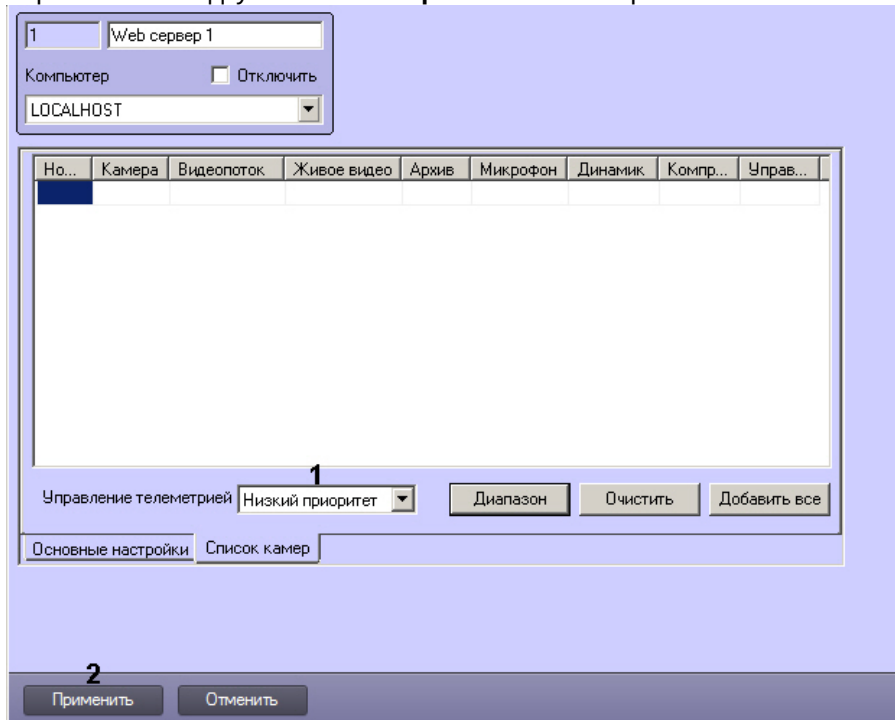 1 Web сервер 1
Компьютер Отключить
LOCALHOST
Но... Камера Видеопоток Живое видео Архив Микрофон Динамик Компр... Управ...
1
Управление телеметрией Низкий приоритет Диапазон Очистить Добавить все
Основные настройки Список камер
2
Применить Отменить